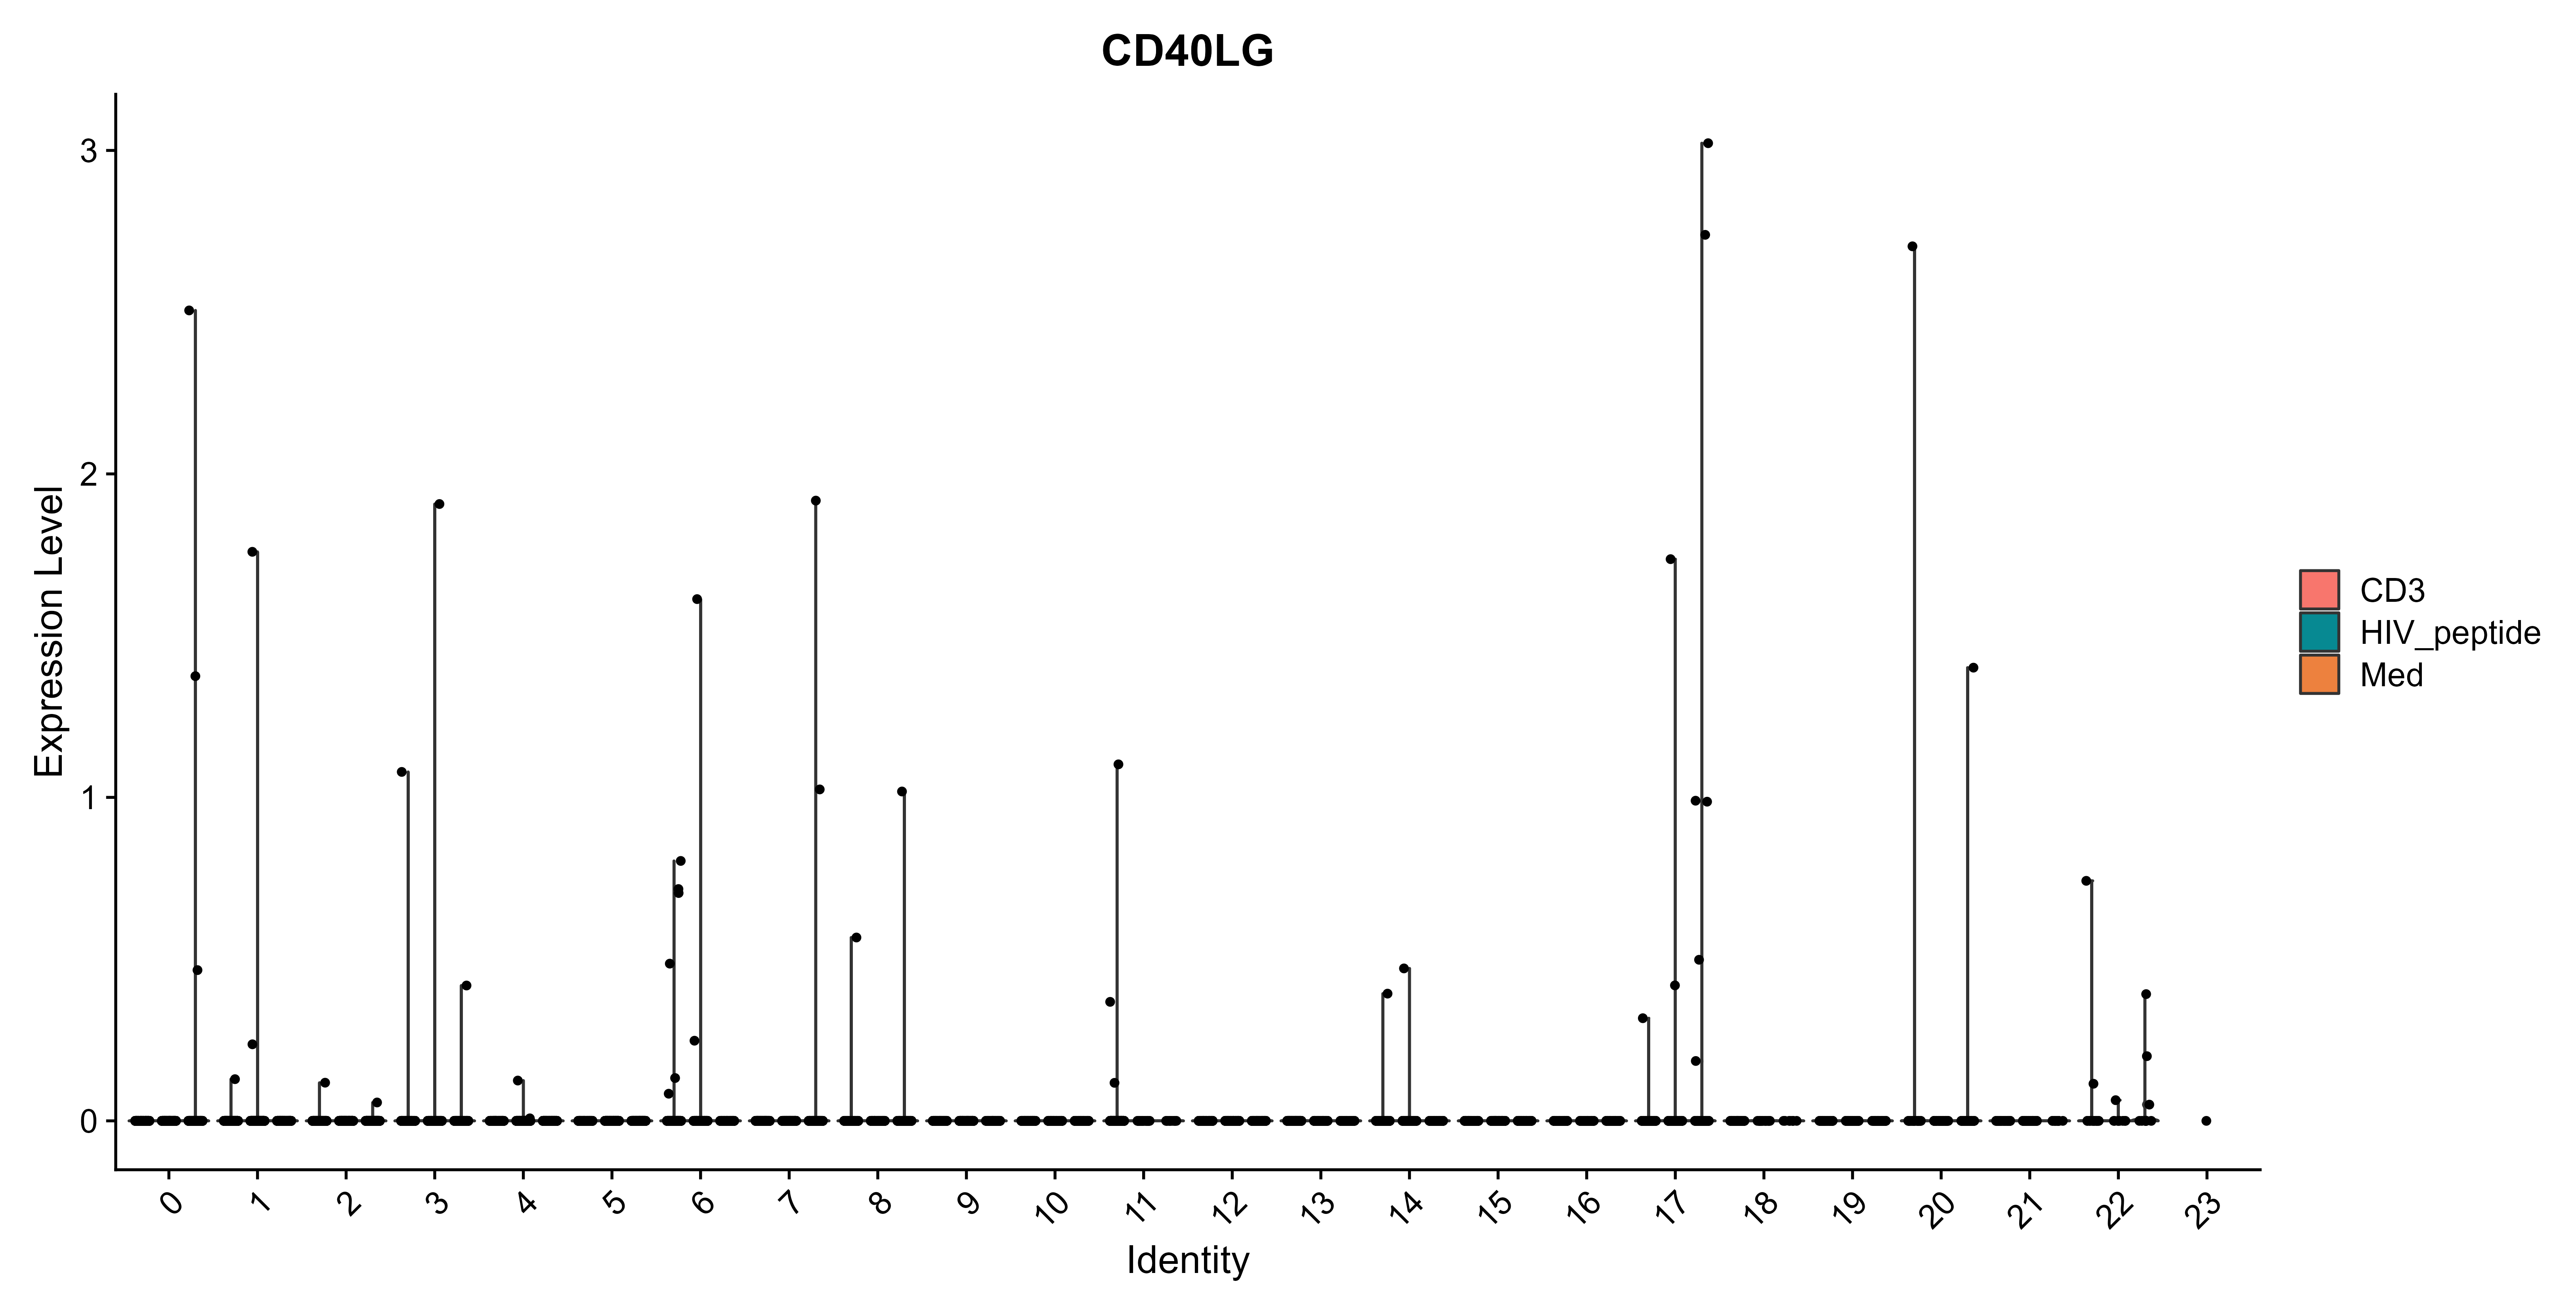 CD40LG
Expression Level
3
2
1
0
0 1 2 3 4 5 6 7 8 9 10 11 12 13 14 15 16 17 18 19 20 21 22 23
Identity
CD3
HIV_peptide
Med